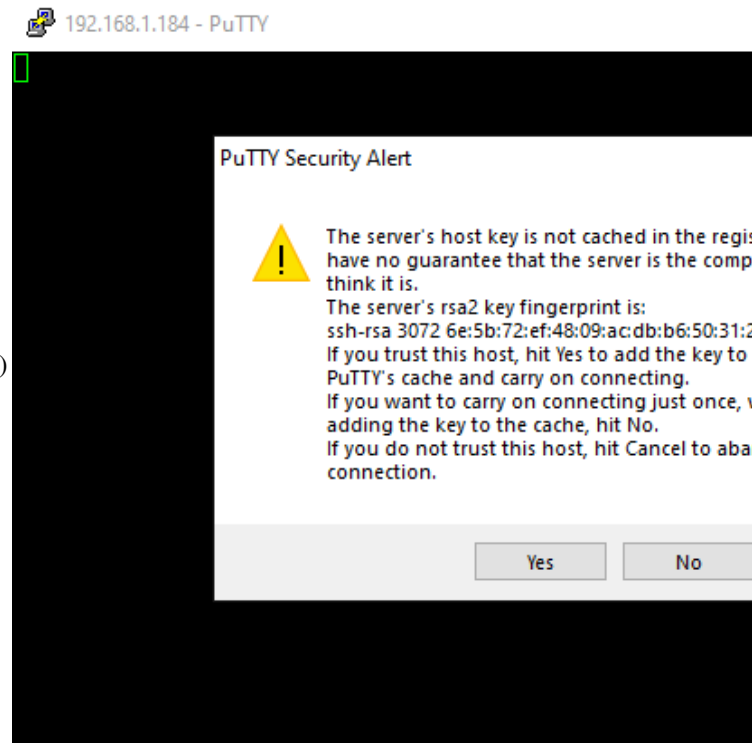 192.168.1.184 - PuTTY
PuTTY Security Alert
The server's host key is not cached in the regis
have no guarantee that the server is the comp
think it is.
The server's rsa2 key fingerprint is:
ssh-rsa 3072 6e:5b:72:ef:48:09:ac:db:b6:50:31:2
If you trust this host, hit Yes to add the key to
)
PuTTY's cache and carry on connecting.
If you want to carry on connecting just once, w
adding the key to the cache, hit No.
If you do not trust this host, hit Cancel to aba
connection.
Yes No